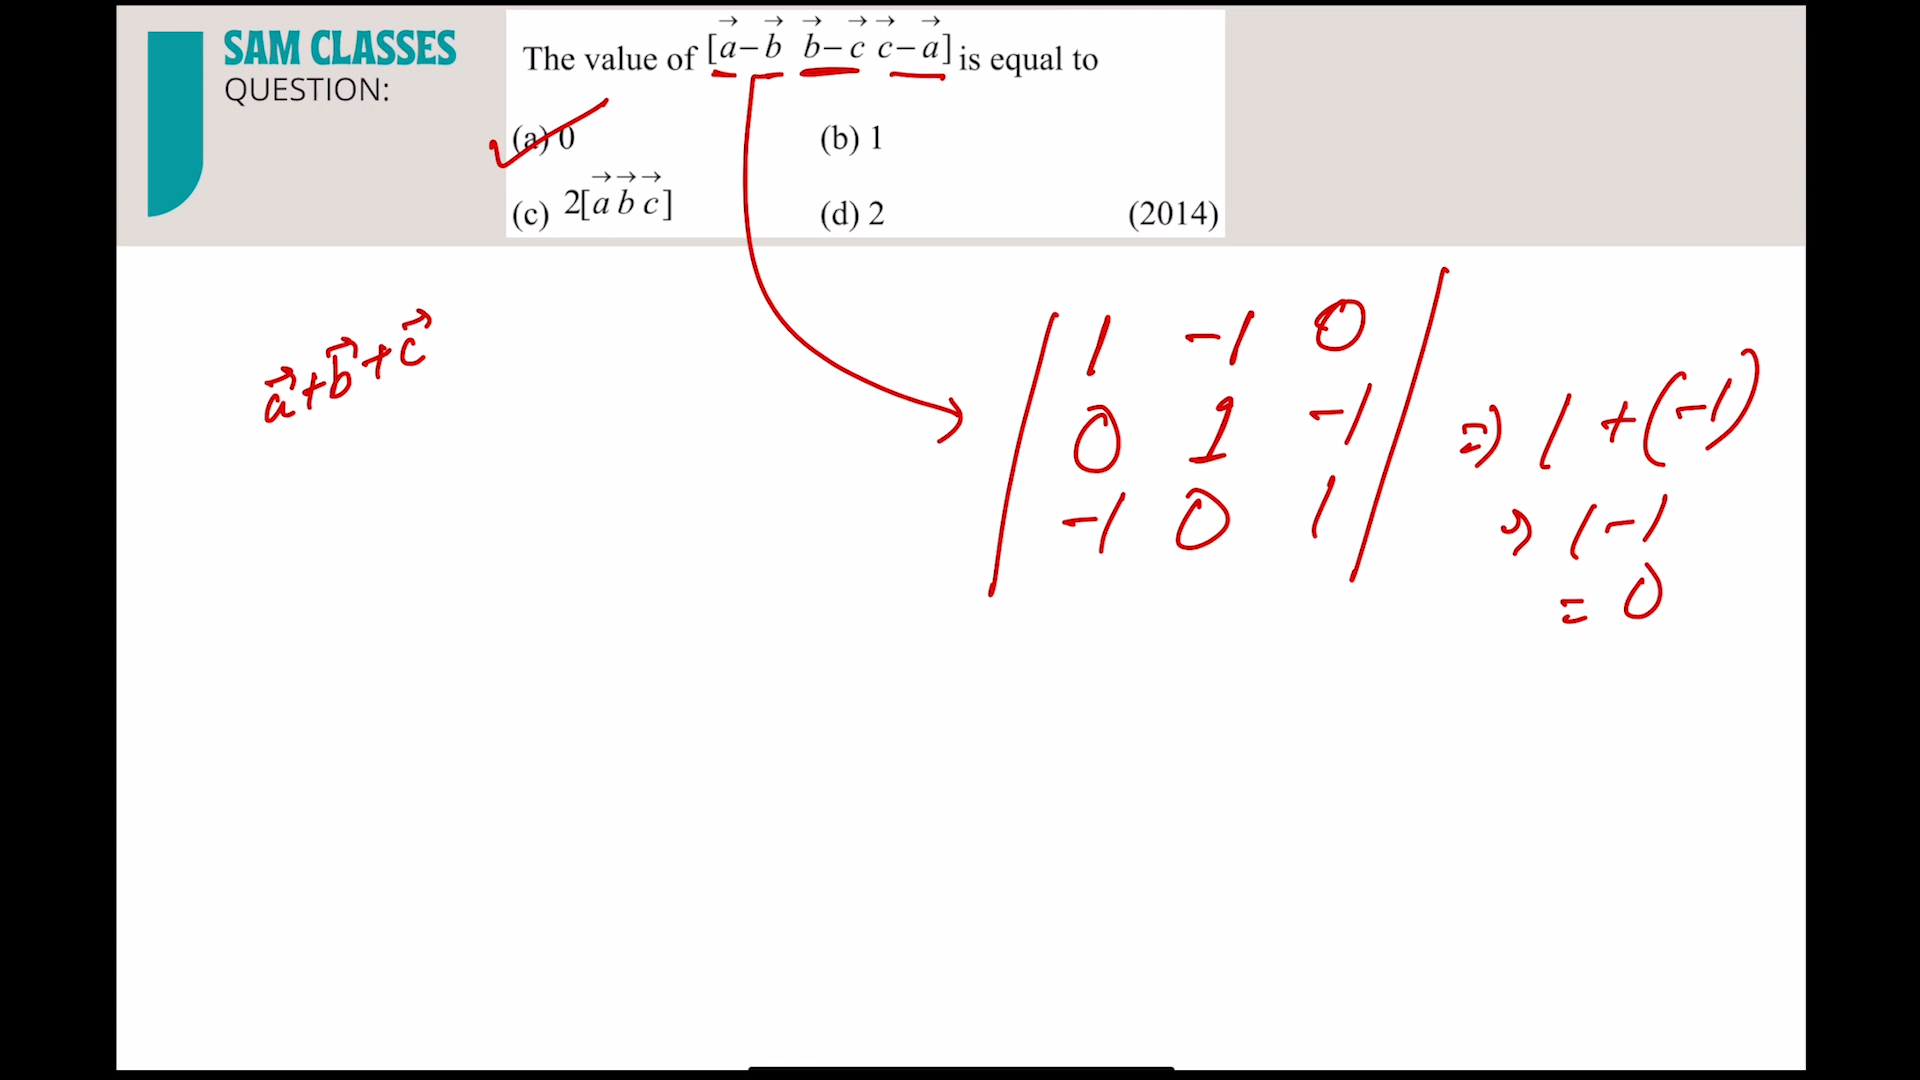 SAM CLASSES
QUESTION:
The value of [a⃗ − b⃗  b⃗ − c⃗  c⃗ − a⃗] is equal to
(a) 0
(b) 1
(c) 2[a⃗ b⃗ c⃗]
(d) 2
(2014)
a⃗ + b⃗ + c⃗
| 1 -1 0 |
| 0 1 -1 | ⇒ 1 + (-1)
| -1 0 1 | ⇒ 1 - 1
= 0